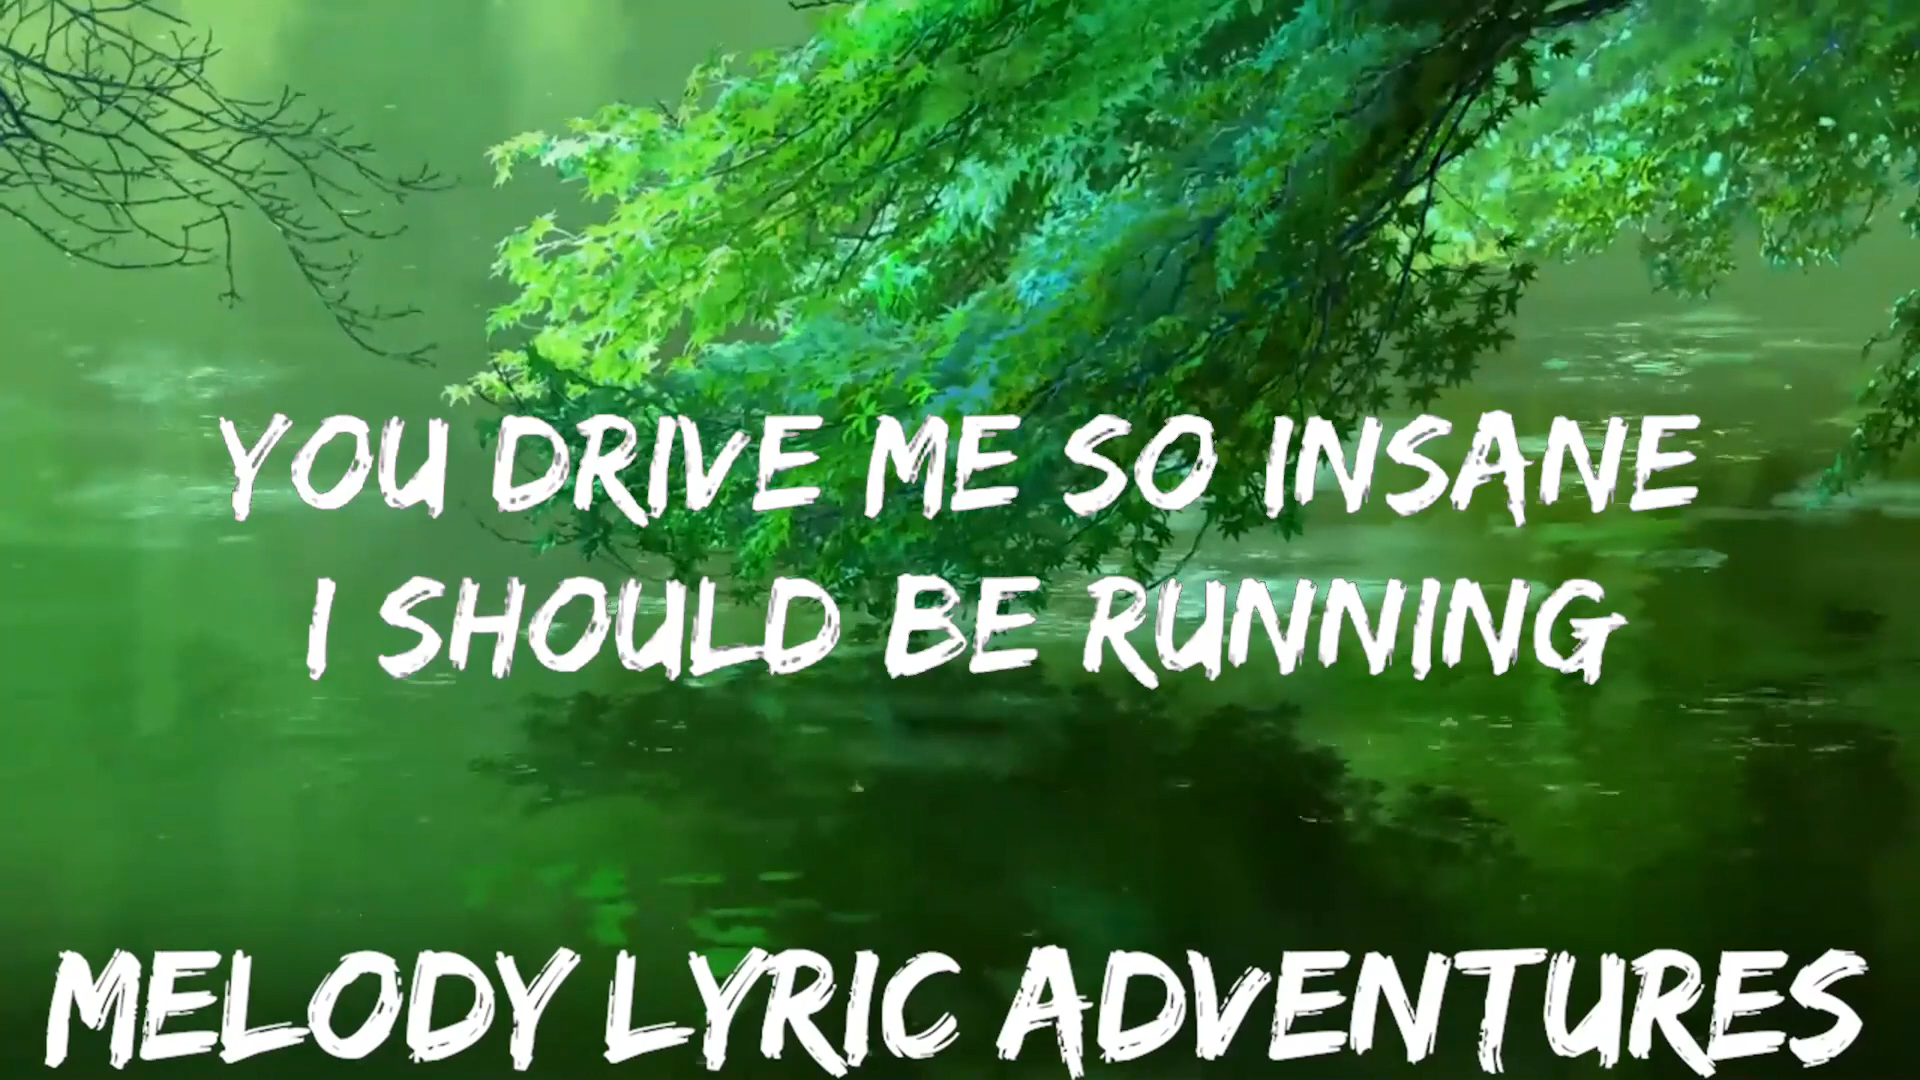 YOU DRIVE ME SO INSANE
I SHOULD BE RUNNING
MELODY LYRIC ADVENTURES